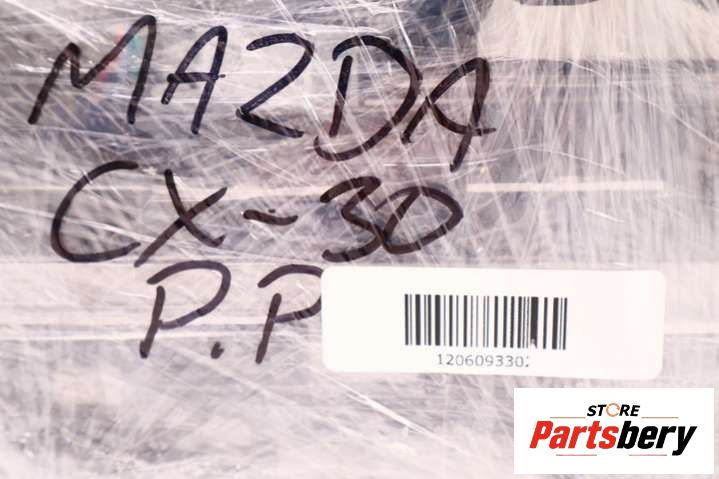 MAZDA
CX-30
P.P
120609330
STORE
Partsbery